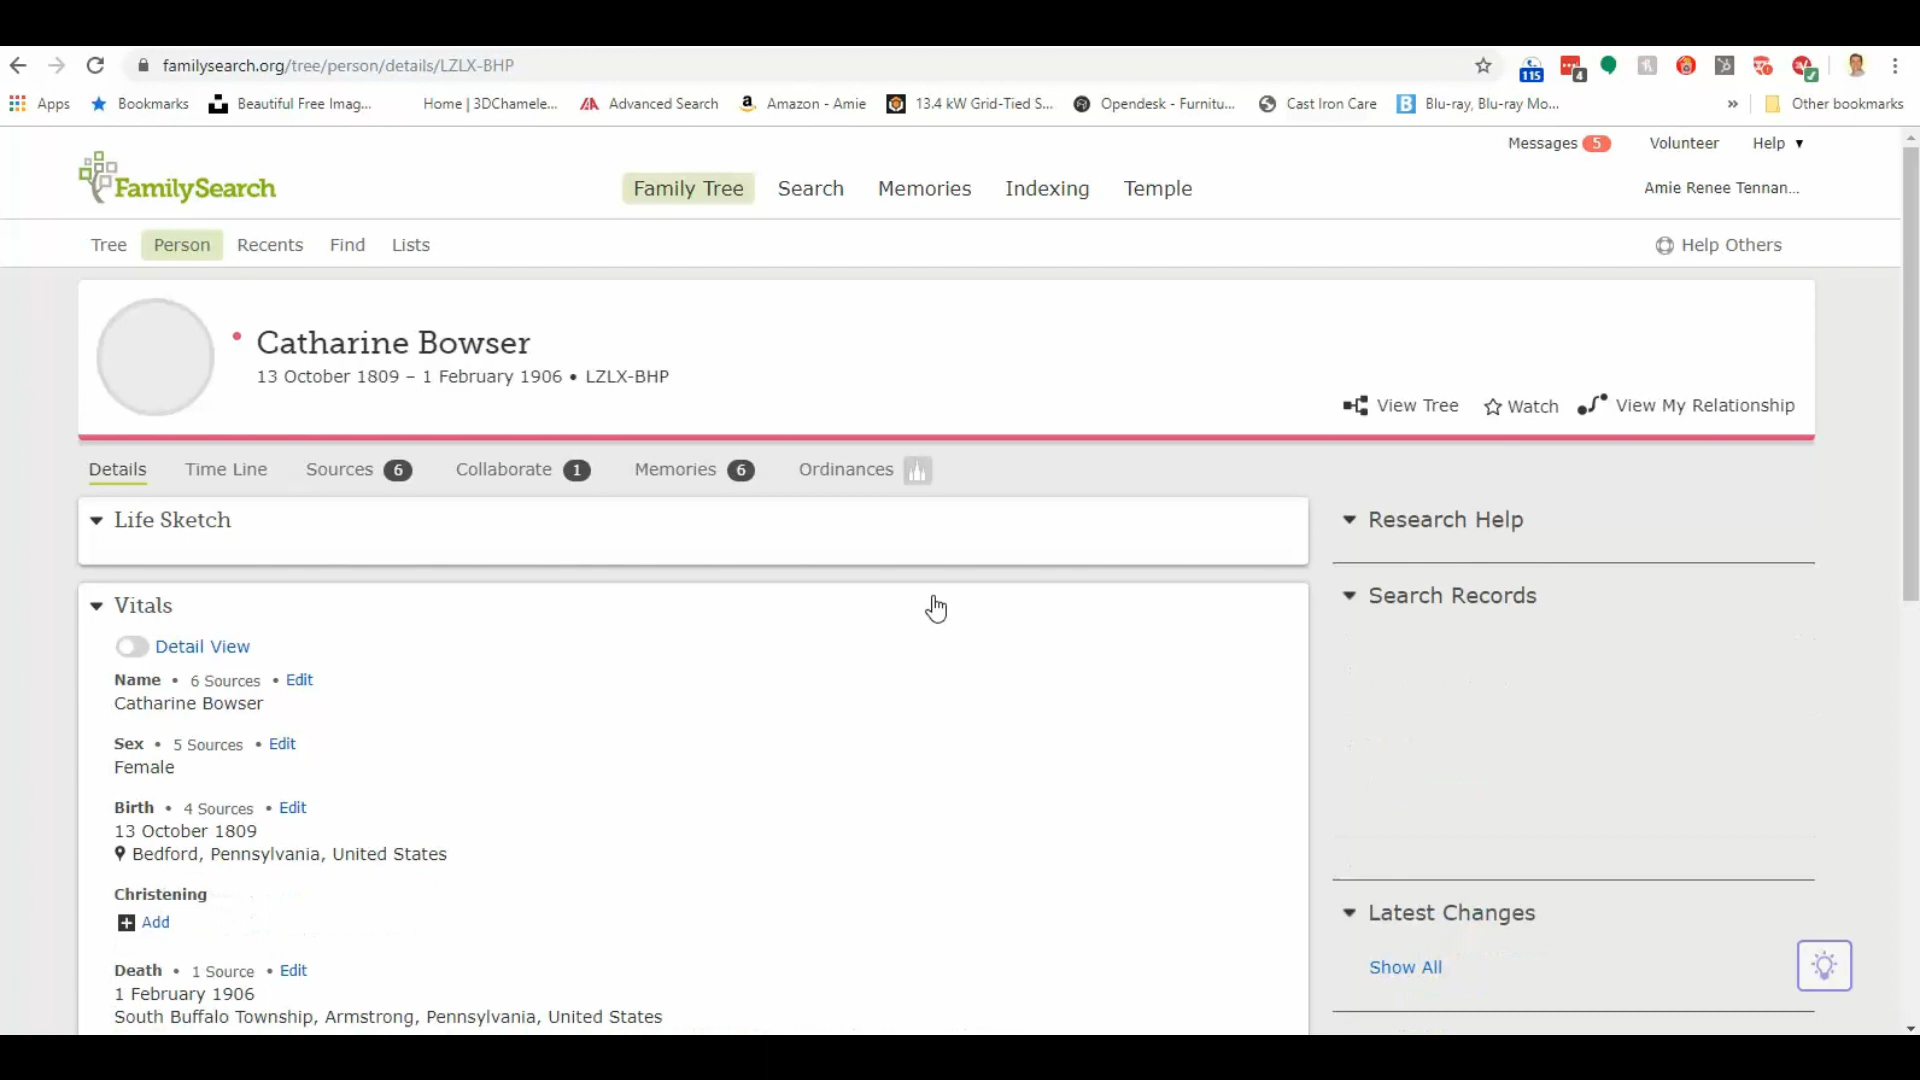 familysearch.org/tree/person/details/LZLX-BHP
115
4
Apps
Bookmarks
Beautiful Free Imag...
Home | 3DChamele...
Advanced Search
Amazon - Amie
13.4 kW Grid-Tied S...
Opendesk - Furnitu...
Cast Iron Care
Blu-ray, Blu-ray Mo...
»
Other bookmarks
Messages 5
Volunteer
Help
FamilySearch
Family Tree
Search
Memories
Indexing
Temple
Amie Renee Tennan...
Tree
Person
Recents
Find
Lists
Help Others
Catharine Bowser
13 October 1809 – 1 February 1906 • LZLX-BHP
View Tree
Watch
View My Relationship
Details
Time Line
Sources 6
Collaborate 1
Memories 6
Ordinances
Life Sketch
Research Help
Vitals
Search Records
Detail View
Name • 6 Sources • Edit
Catharine Bowser
Sex • 5 Sources • Edit
Female
Birth • 4 Sources • Edit
13 October 1809
Bedford, Pennsylvania, United States
Christening
Add
Latest Changes
Show All
Death • 1 Source • Edit
1 February 1906
South Buffalo Township, Armstrong, Pennsylvania, United States